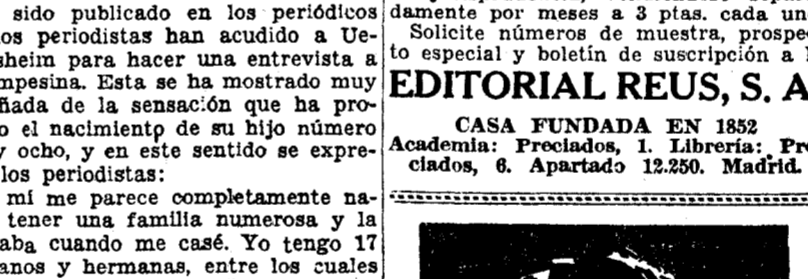 sido publicado en los periódicos
os periodistas han acudido a Ue-
sheim para hacer una entrevista a
mpesina. Esta se ha mostrado muy
ñada de la sensación que ha pro-
o el nacimiento de su hijo número
y ocho, y en este sentido se expre-
los periodistas:
mí me parece completamente na-
tener una familia numerosa y la
aba cuando me casé. Yo tengo 17
anos y hermanas, entre los cuales
damente por meses a 3 ptas. cada un
Solicite números de muestra, prospe
to especial y boletín de suscripción a
EDITORIAL REUS, S. A
CASA FUNDADA EN 1852
Academia: Preciados, 1. Librería: Pre
ciados, 6. Apartado 12.250. Madrid.